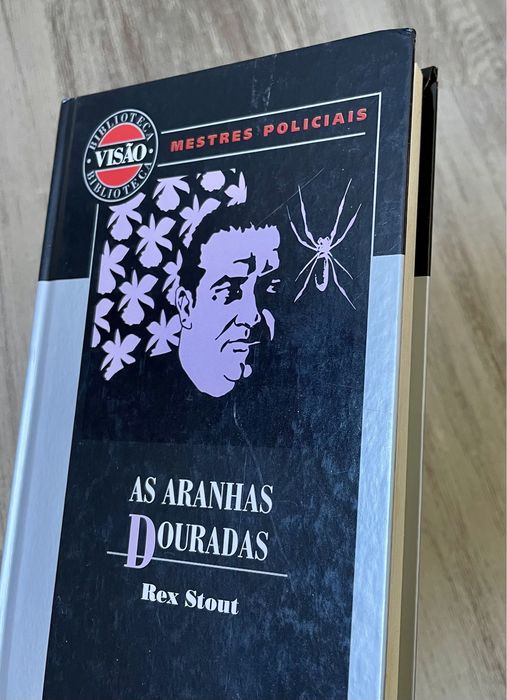 BIBLIOTECA
VISÃO
BIBLIOTECA
MESTRES POLICIAIS
AS ARANHAS
DOURADAS
Rex Stout